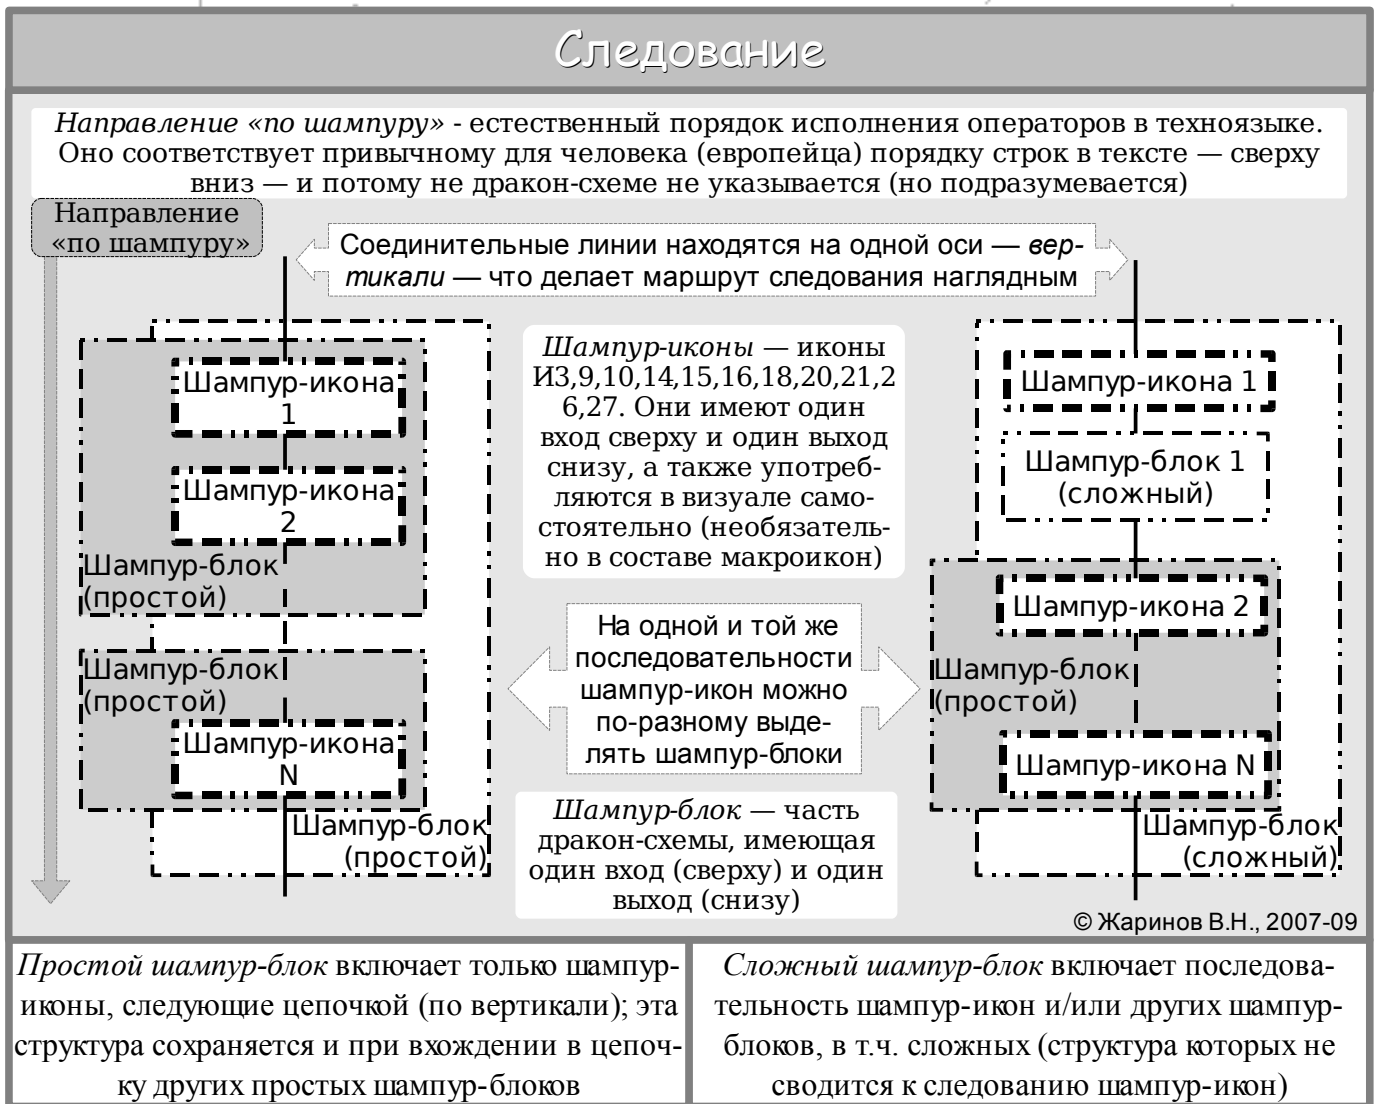 Следование
Направление «по шампуру» - естественный порядок исполнения операторов в техноязыке.
Оно соответствует привычному для человека (европейца) порядку строк в тексте — сверху
вниз — и потому не дракон-схеме не указывается (но подразумевается)
Направление
«по шампуру»
Соединительные линии находятся на одной оси — вер-
тикали — что делает маршрут следования наглядным
Шампур-икона
1
Шампур-икона
2
Шампур-блок
(простой)
Шампур-блок
(простой)
Шампур-икона
N
Шампур-блок
(простой)
Шампур-иконы — иконы
И3,9,10,14,15,16,18,20,21,2
6,27. Они имеют один
вход сверху и один выход
снизу, а также употреб-
ляются в визуале само-
стоятельно (необязатель-
но в составе макроикон)
На одной и той же
последовательности
шампур-икон можно
по-разному выде-
лять шампур-блоки
Шампур-блок — часть
дракон-схемы, имеющая
один вход (сверху) и один
выход (снизу)
Шампур-икона 1
Шампур-блок 1
(сложный)
Шампур-икона 2
Шампур-блок
(простой)
Шампур-икона N
Шампур-блок
(сложный)
© Жаринов В.Н., 2007-09
Простой шампур-блок включает только шампур-
иконы, следующие цепочкой (по вертикали); эта
структура сохраняется и при вхождении в цепоч-
ку других простых шампур-блоков
Сложный шампур-блок включает последова-
тельность шампур-икон и/или других шампур-
блоков, в т.ч. сложных (структура которых не
сводится к следованию шампур-икон)